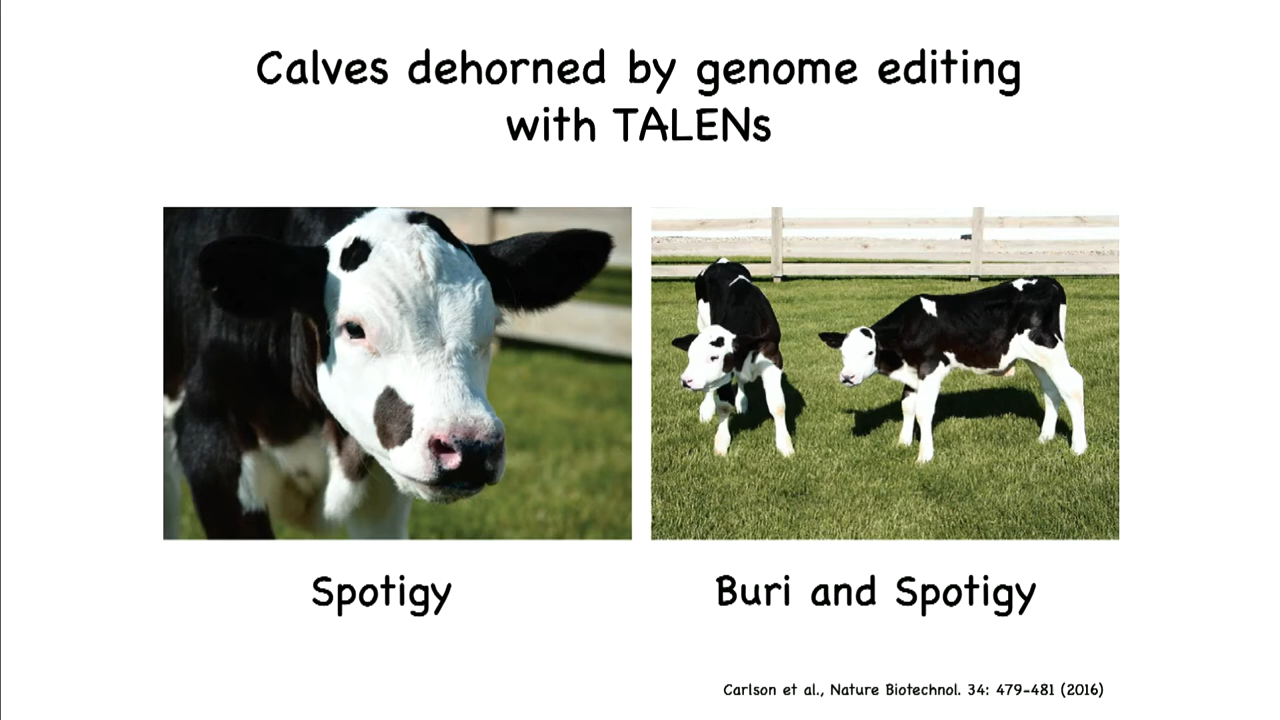 Calves dehorned by genome editing
with TALENs
Spotigy
Buri and Spotigy
Carlson et al., Nature Biotechnol. 34: 479-481 (2016)